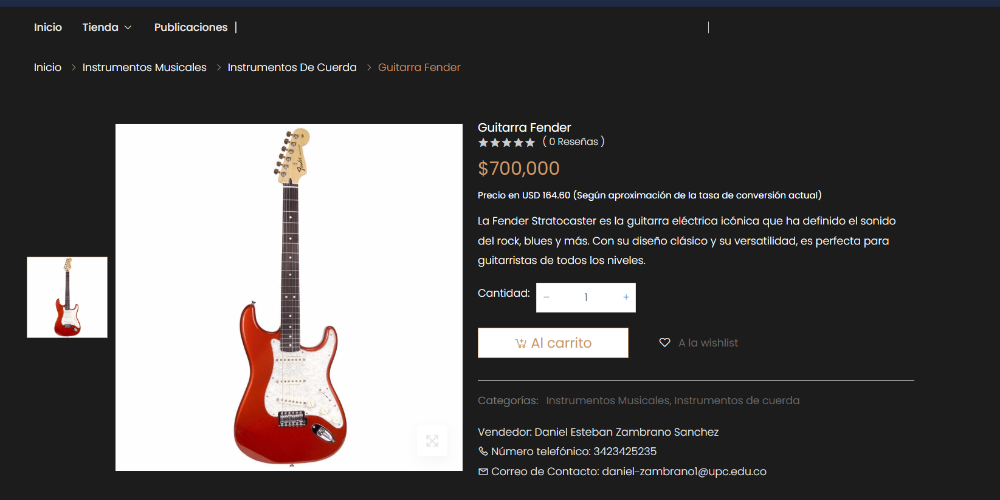 Inicio Tienda Publicaciones
Inicio > Instrumentos Musicales > Instrumentos De Cuerda > Guitarra Fender
Fender
Guitarra Fender
( 0 Reseñas )
$700,000
Precio en USD 164.60 (Según aproximación de la tasa de conversión actual)
La Fender Stratocaster es la guitarra eléctrica icónica que ha definido el sonido
del rock, blues y más. Con su diseño clásico y su versatilidad, es perfecta para
guitarristas de todos los niveles.
Cantidad: − 1 +
Al carrito A la wishlist
Categorías: Instrumentos Musicales, Instrumentos de cuerda
Vendedor: Daniel Esteban Zambrano Sanchez
Número telefónico: 3423425235
Correo de Contacto: daniel-zambrano1@upc.edu.co